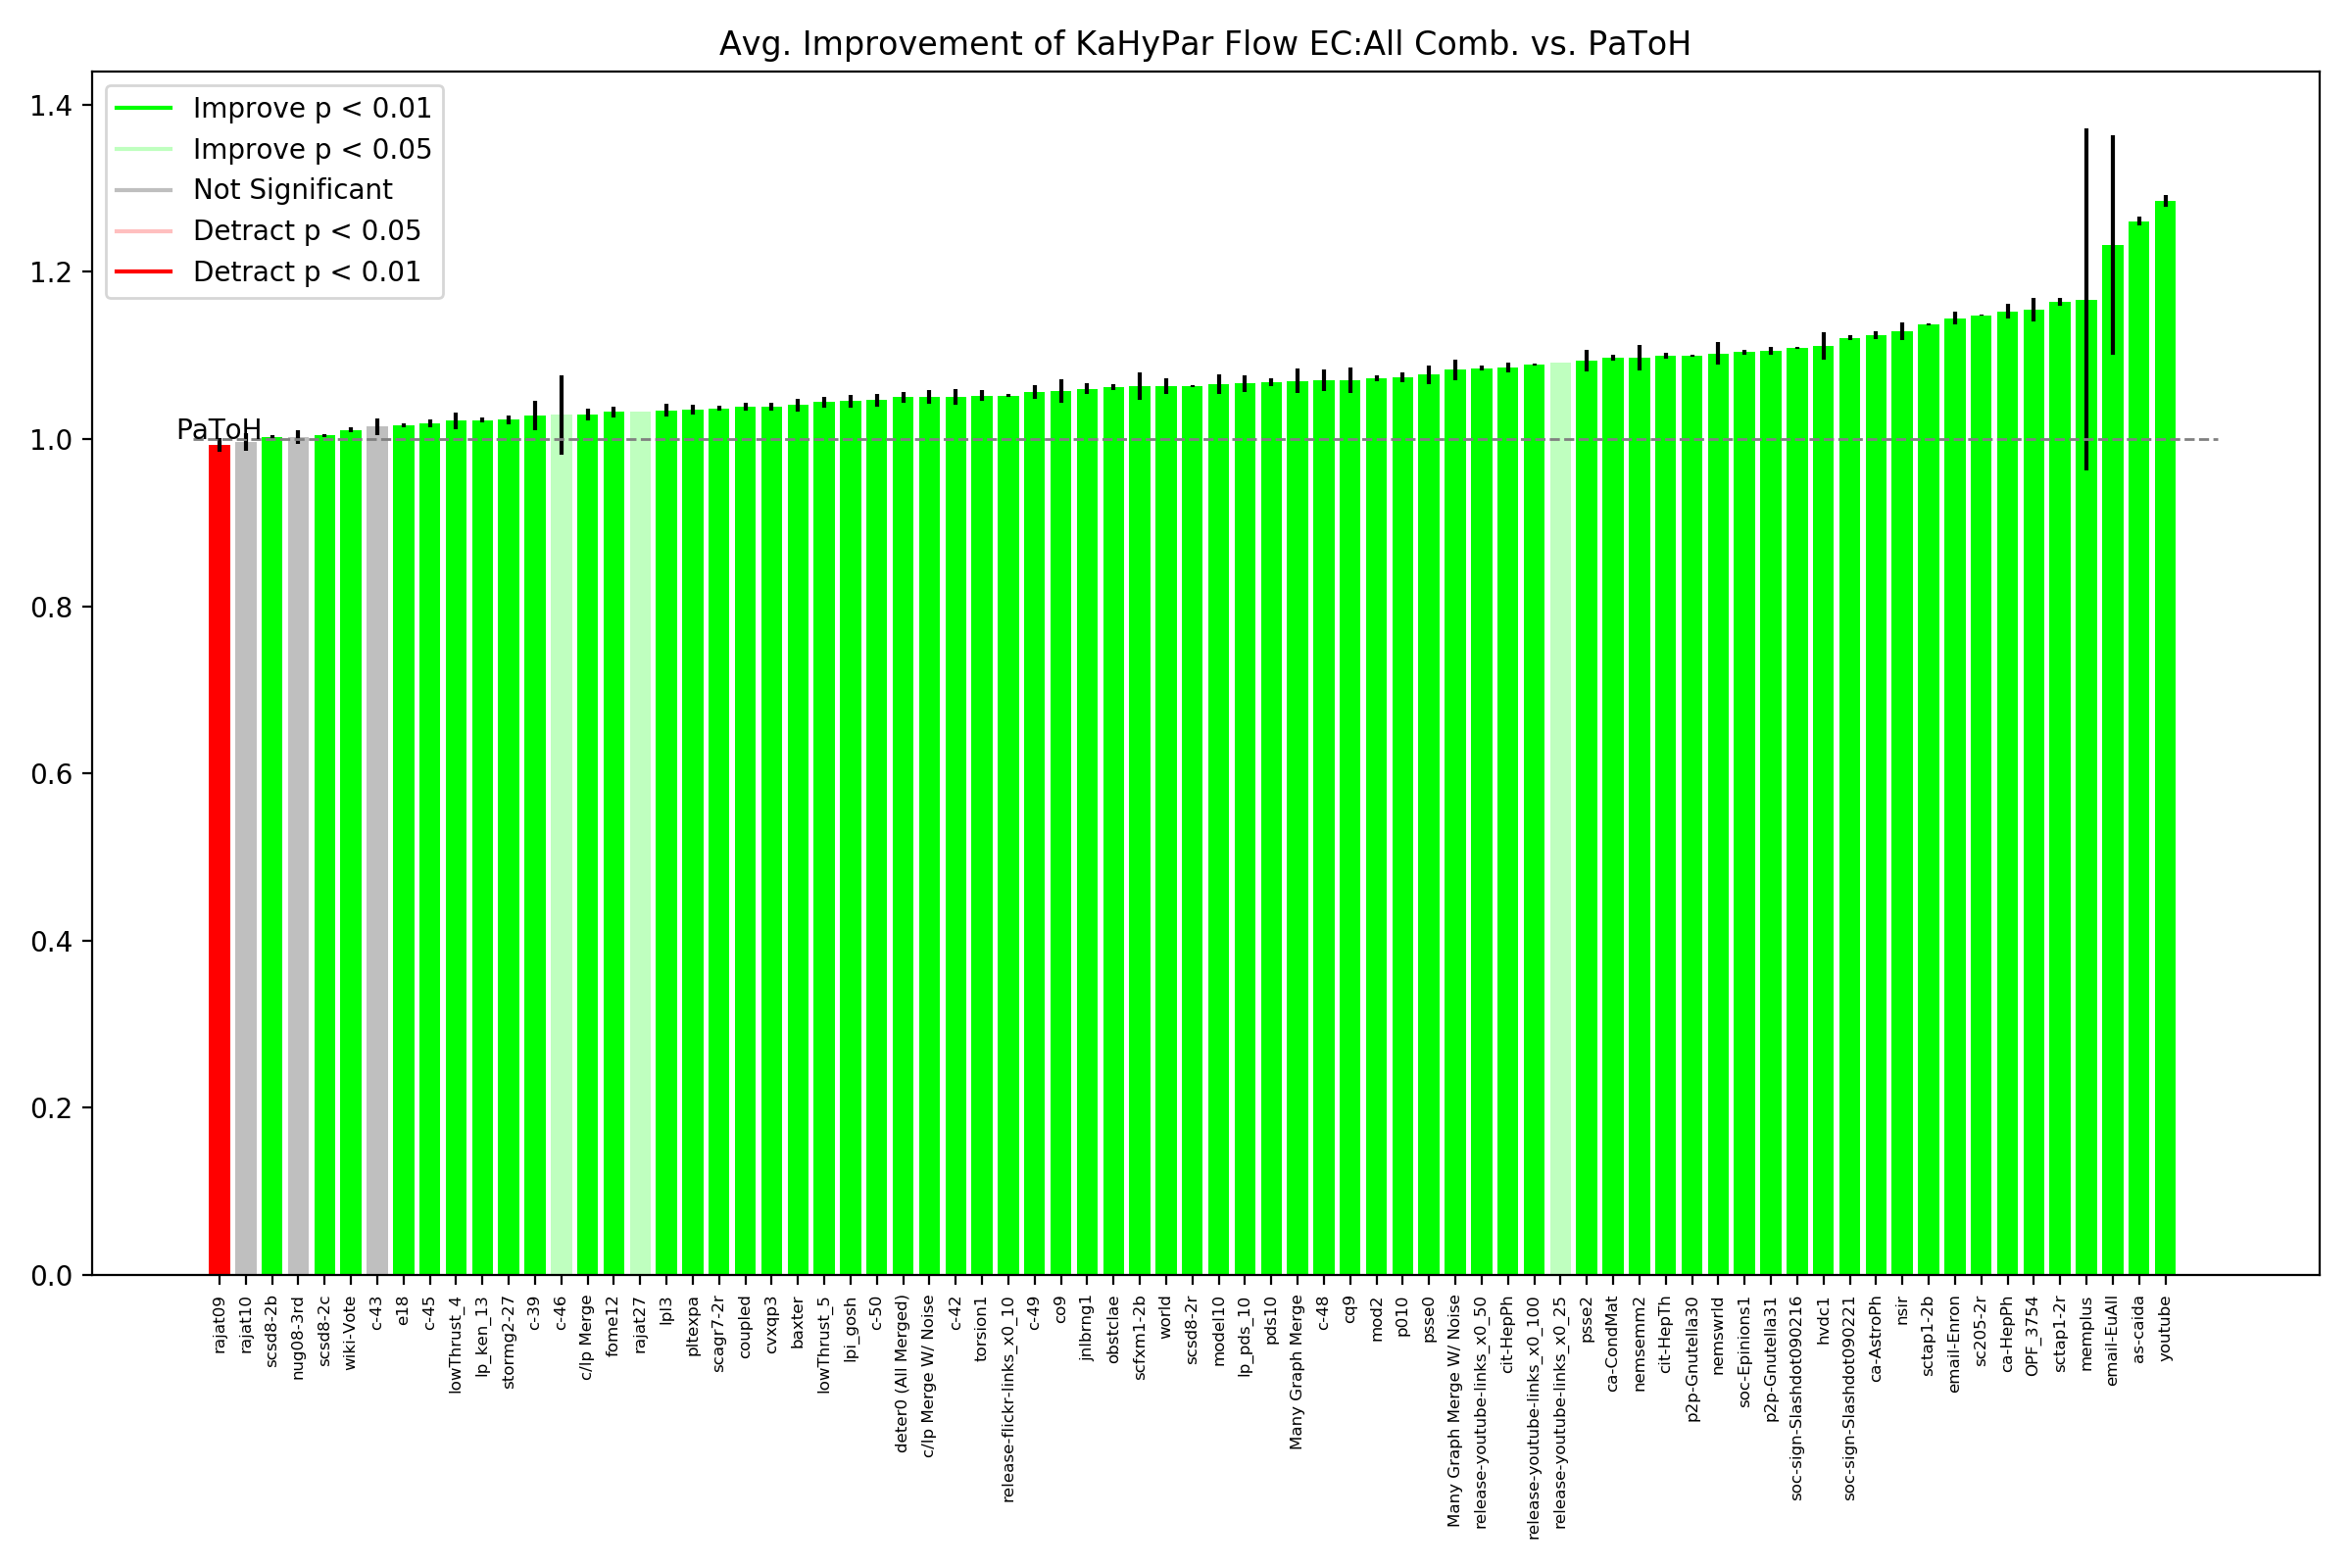 Avg. Improvement of KaHyPar Flow EC:All Comb. vs. PaToH
1.4
1.2
1.0
0.8
0.6
0.4
0.2
0.0
Improve p < 0.01
Improve p < 0.05
Not Significant
Detract p < 0.05
Detract p < 0.01
PaToH
rajat09
rajat10
scsd8-2b
nug08-3rd
scsd8-2c
wiki-Vote
c-43
e18
c-45
lowThrust_4
lp_ken_13
stormg2-27
c-39
c-46
c/lp Merge
fome12
rajat27
lpl3
pltexpa
scagr7-2r
coupled
cvxqp3
baxter
lowThrust_5
lpi_gosh
c-50
deter0 (All Merged)
c/lp Merge W/ Noise
c-42
torsion1
release-flickr-links_x0_10
c-49
co9
jnlbrng1
obstclae
scfxm1-2b
world
scsd8-2r
model10
lp_pds_10
pds10
Many Graph Merge
c-48
cq9
mod2
p010
psse0
Many Graph Merge W/ Noise
release-youtube-links_x0_50
cit-HepPh
release-youtube-links_x0_100
release-youtube-links_x0_25
psse2
ca-CondMat
nemsemm2
cit-HepTh
p2p-Gnutella30
nemswrld
soc-Epinions1
p2p-Gnutella31
soc-sign-Slashdot090216
hvdc1
soc-sign-Slashdot090221
ca-AstroPh
nsir
sctap1-2b
email-Enron
sc205-2r
ca-HepPh
OPF_3754
sctap1-2r
memplus
email-EuAll
as-caida
youtube